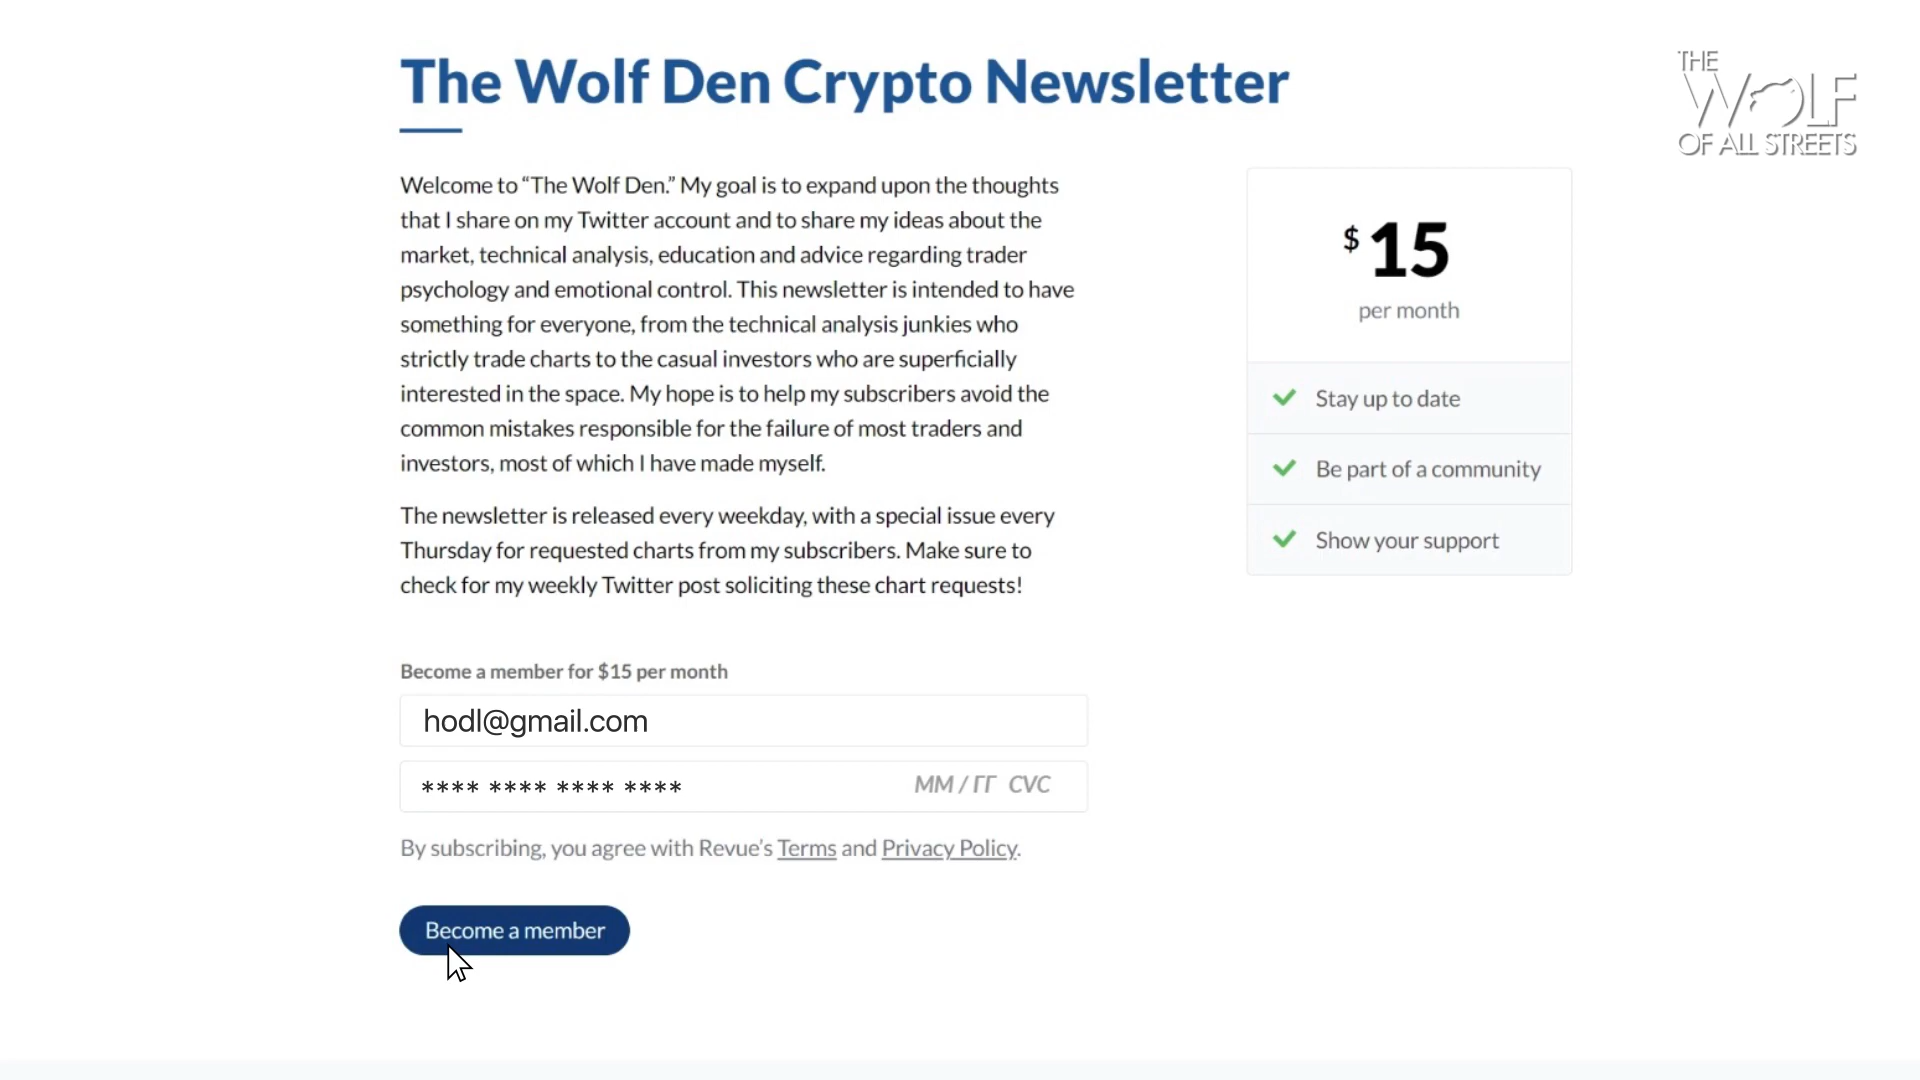 The Wolf Den Crypto Newsletter
THE
WOLF
OF ALL STREETS
Welcome to “The Wolf Den.” My goal is to expand upon the thoughts
that I share on my Twitter account and to share my ideas about the
market, technical analysis, education and advice regarding trader
psychology and emotional control. This newsletter is intended to have
something for everyone, from the technical analysis junkies who
strictly trade charts to the casual investors who are superficially
interested in the space. My hope is to help my subscribers avoid the
common mistakes responsible for the failure of most traders and
investors, most of which I have made myself.
The newsletter is released every weekday, with a special issue every
Thursday for requested charts from my subscribers. Make sure to
check for my weekly Twitter post soliciting these chart requests!
$ 15
per month
Stay up to date
Be part of a community
Show your support
Become a member for $15 per month
hodl@gmail.com
**** **** **** **** MM / ГГ CVC
By subscribing, you agree with Revue’s Terms and Privacy Policy.
Become a member